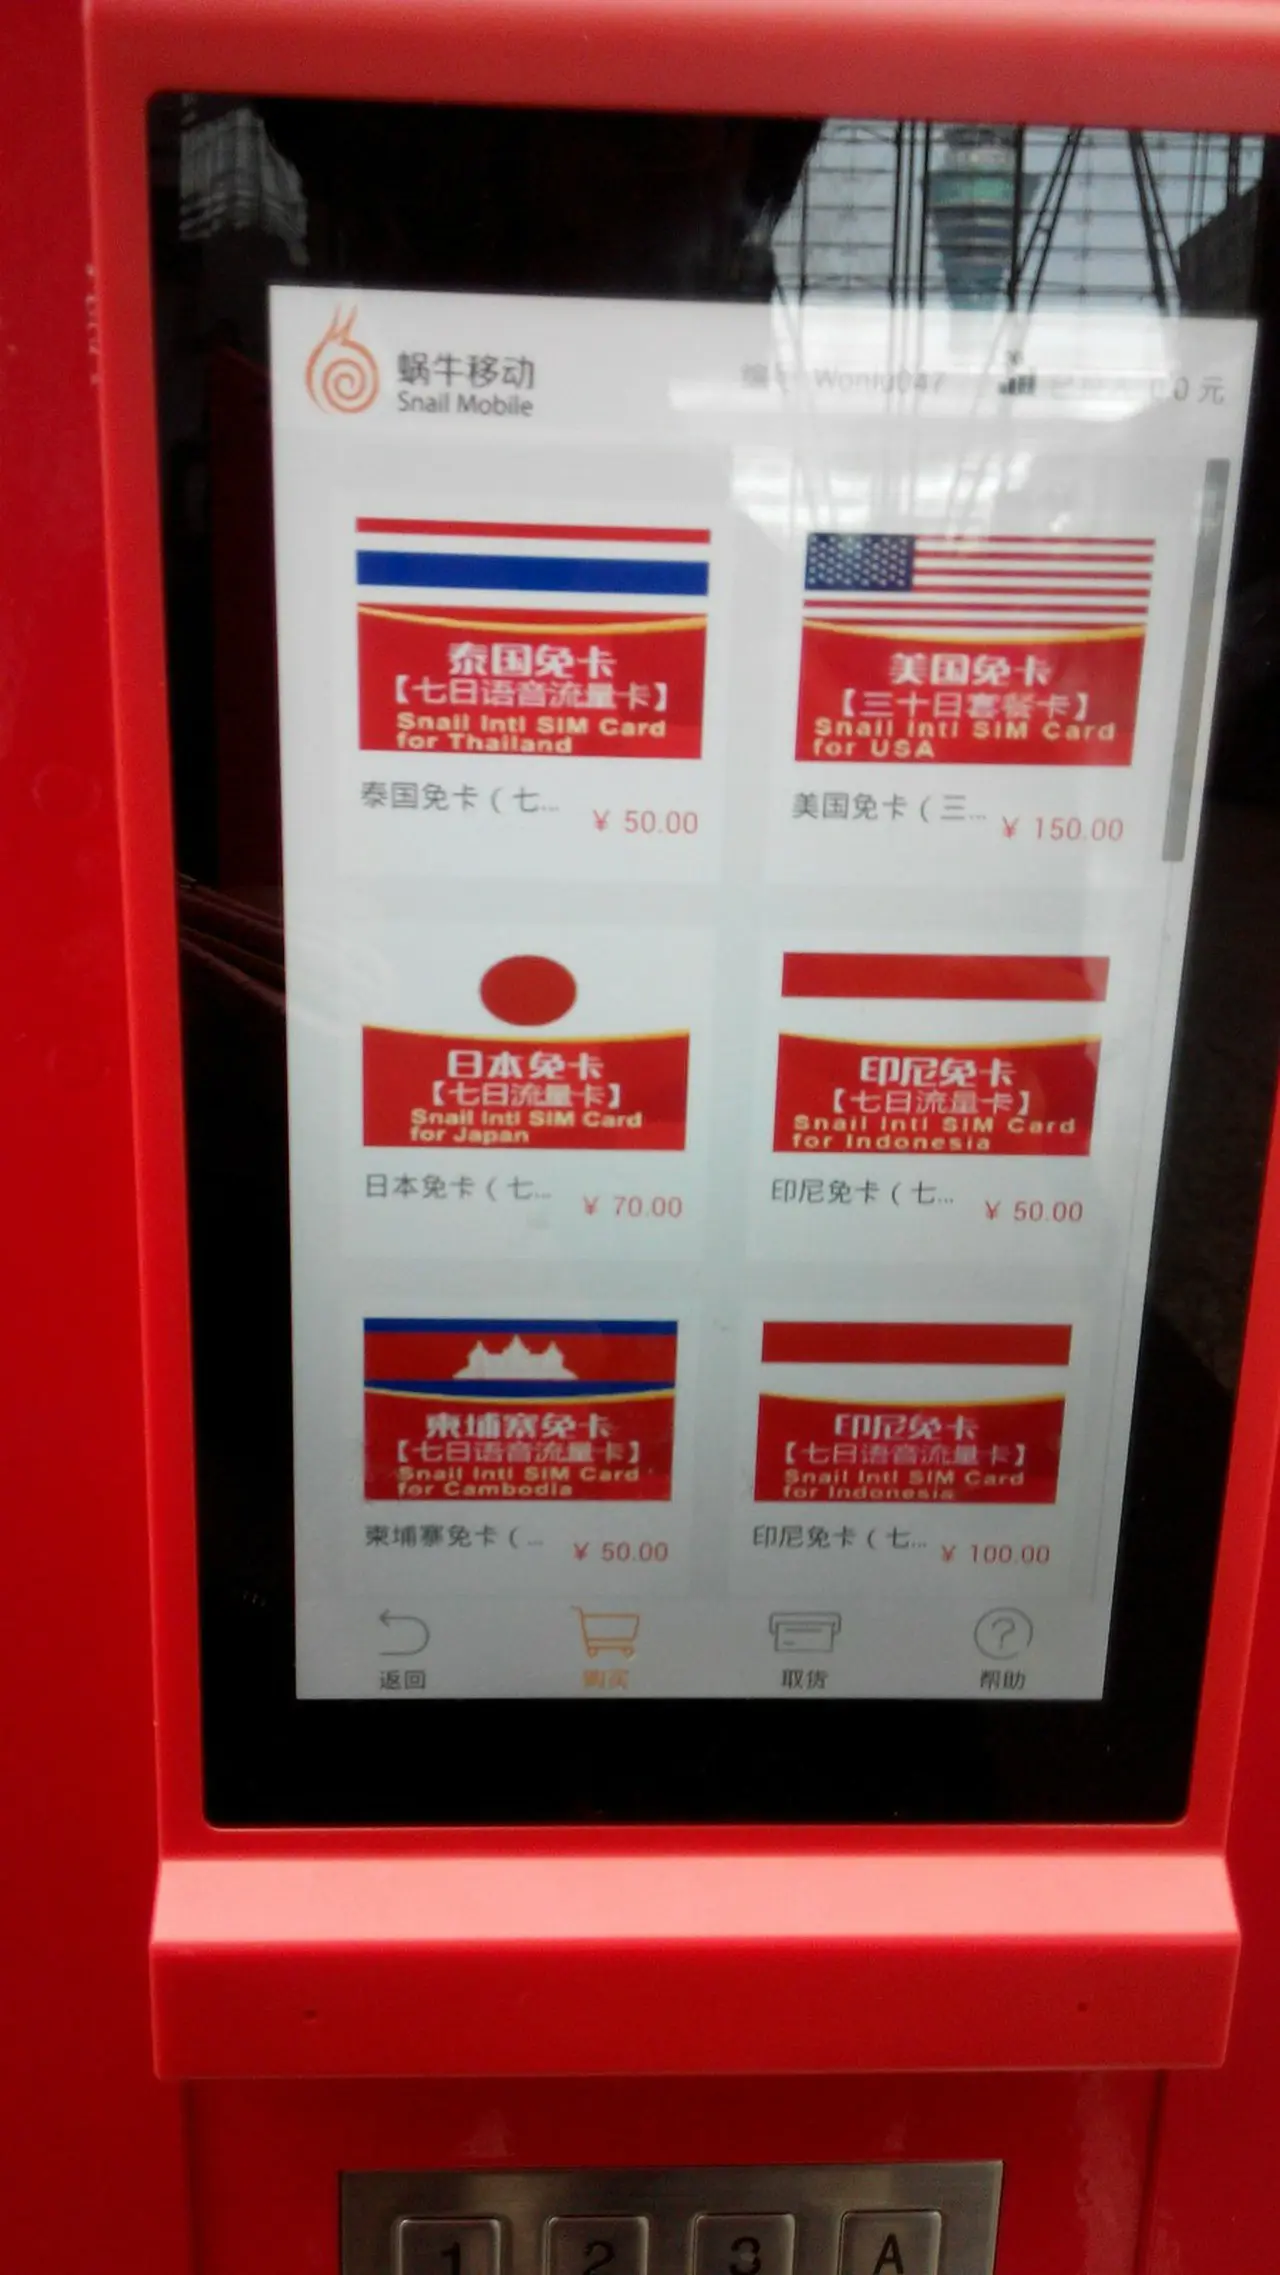 蜗牛移动
Snail Mobile
Woniu047
0.0 元
泰国免卡
【七日语音流量卡】
Snail Intl SIM Card
for Thailand
泰国免卡（七...
¥ 50.00
美国免卡
【三十日套餐卡】
Snail Intl SIM Card
for USA
美国免卡（三...
¥ 150.00
日本免卡
【七日流量卡】
Snail Intl SIM Card
for Japan
日本免卡（七...
¥ 70.00
印尼免卡
【七日流量卡】
Snail Intl SIM Card
for Indonesia
印尼免卡（七...
¥ 50.00
柬埔寨免卡
【七日语音流量卡】
Snail Intl SIM Card
for Cambodia
柬埔寨免卡（...
¥ 50.00
印尼免卡
【七日语音流量卡】
Snail Intl SIM Card
for Indonesia
印尼免卡（七...
¥ 100.00
返回
购买
取货
帮助
1
2
3
A